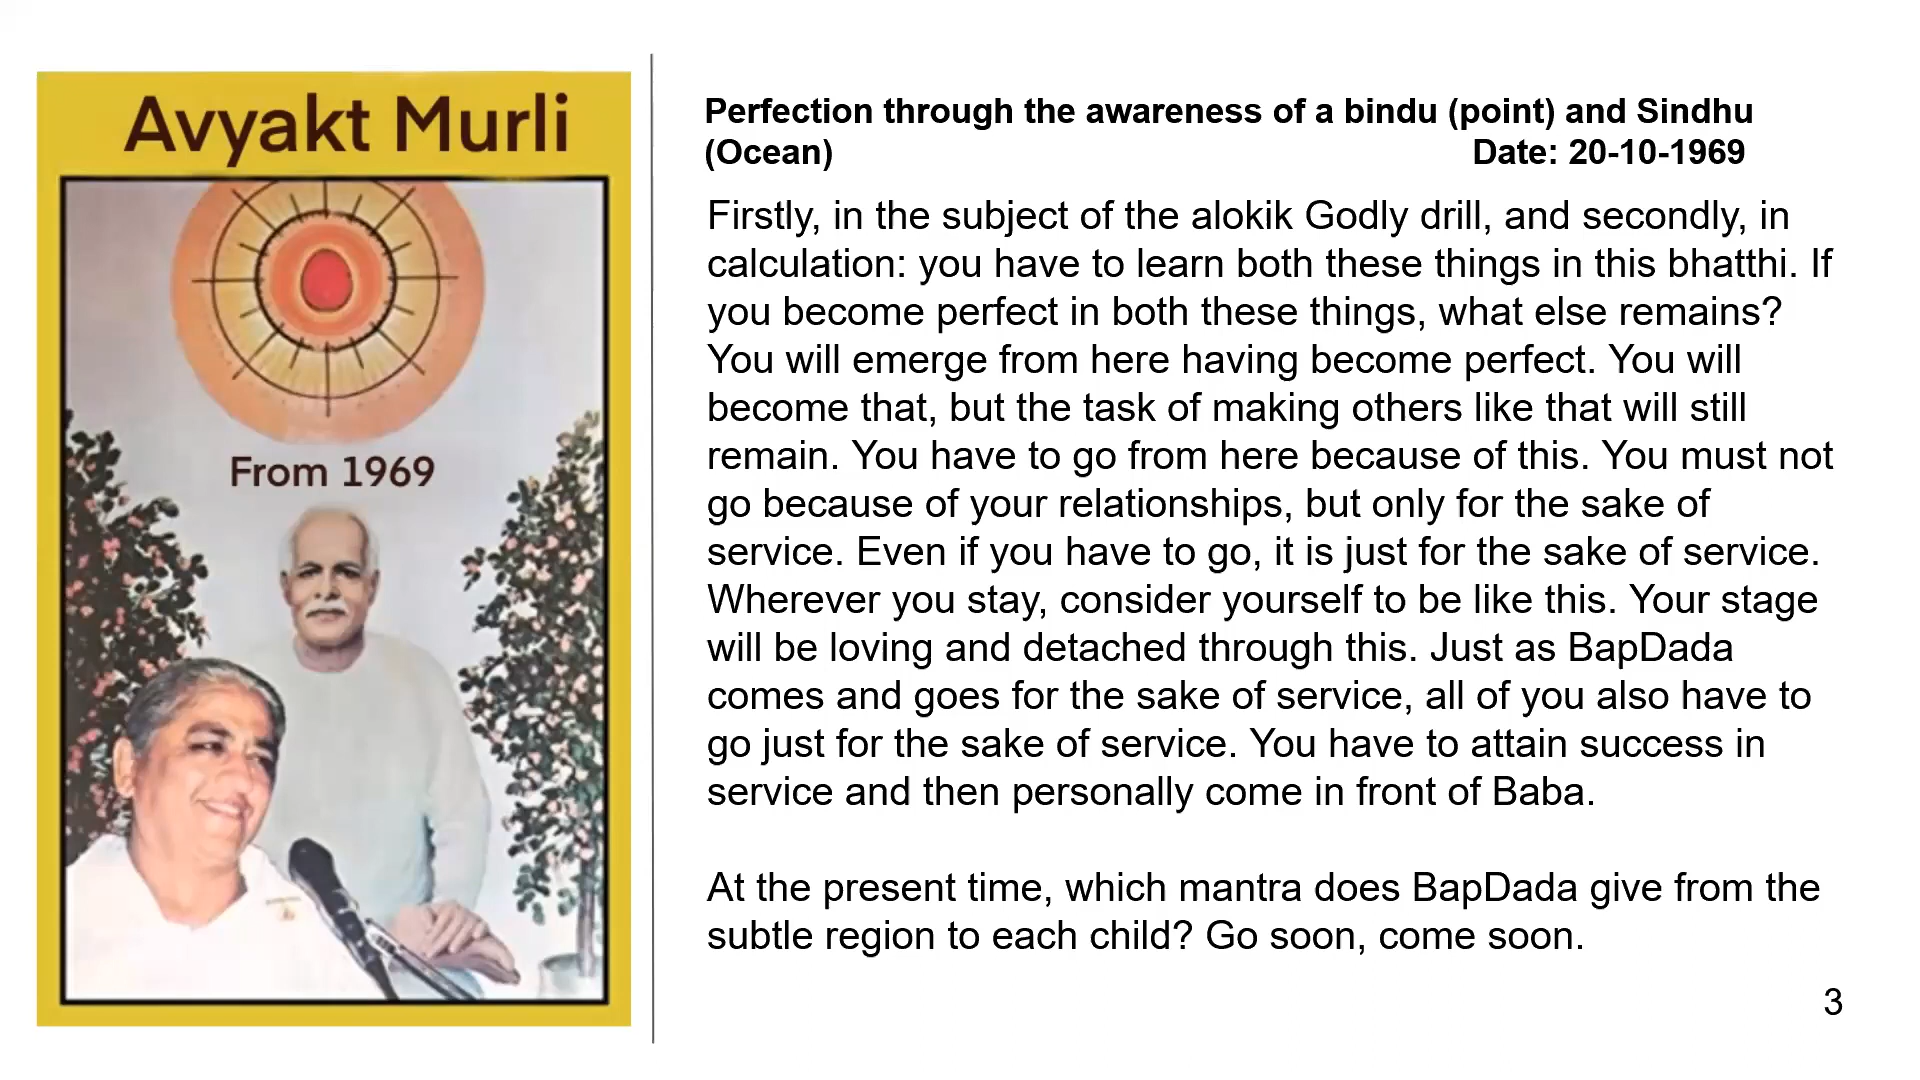 Avyakt Murli
From 1969
Perfection through the awareness of a bindu (point) and Sindhu
(Ocean) Date: 20-10-1969
Firstly, in the subject of the alokik Godly drill, and secondly, in
calculation: you have to learn both these things in this bhatthi. If
you become perfect in both these things, what else remains?
You will emerge from here having become perfect. You will
become that, but the task of making others like that will still
remain. You have to go from here because of this. You must not
go because of your relationships, but only for the sake of
service. Even if you have to go, it is just for the sake of service.
Wherever you stay, consider yourself to be like this. Your stage
will be loving and detached through this. Just as BapDada
comes and goes for the sake of service, all of you also have to
go just for the sake of service. You have to attain success in
service and then personally come in front of Baba.
At the present time, which mantra does BapDada give from the
subtle region to each child? Go soon, come soon.
3